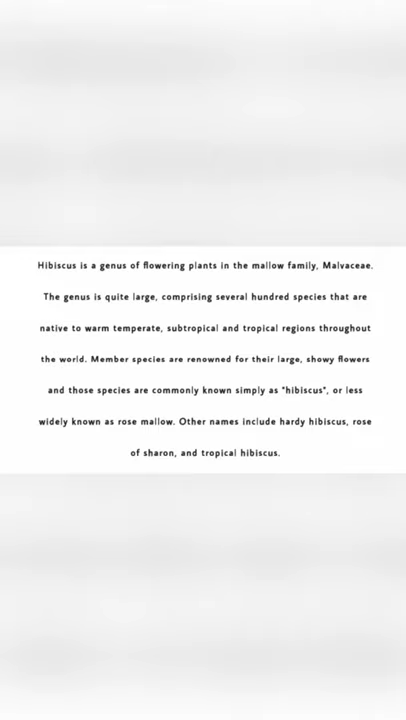 Hibiscus is a genus of flowering plants in the mallow family, Malvaceae.
The genus is quite large, comprising several hundred species that are
native to warm temperate, subtropical and tropical regions throughout
the world. Member species are renowned for their large, showy flowers
and those species are commonly known simply as "hibiscus", or less
widely known as rose mallow. Other names include hardy hibiscus, rose
of sharon, and tropical hibiscus.